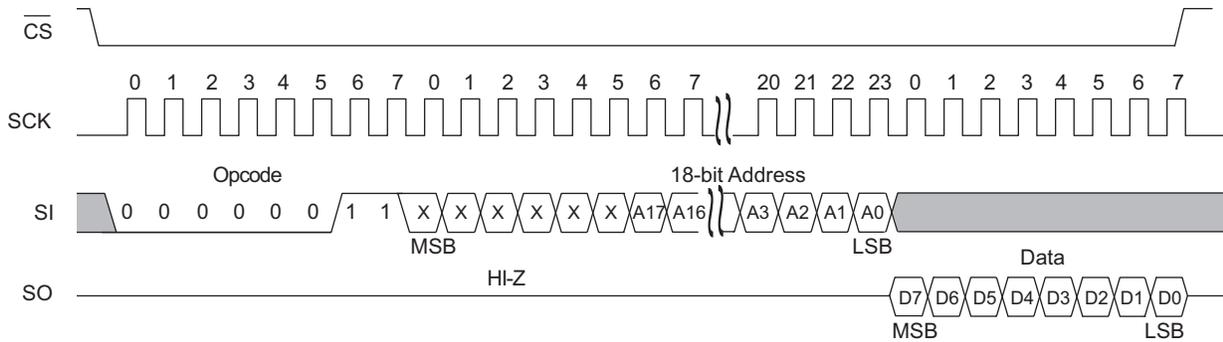 CS
0 1 2 3 4 5 6 7 0 1 2 3 4 5 6 7 20 21 22 23 0 1 2 3 4 5 6 7
SCK
Opcode 18-bit Address
SI 0 0 0 0 0 0 1 1 X X X X X X A17 A16 A3 A2 A1 A0
MSB LSB
HI-Z Data
SO D7 D6 D5 D4 D3 D2 D1 D0
MSB LSB